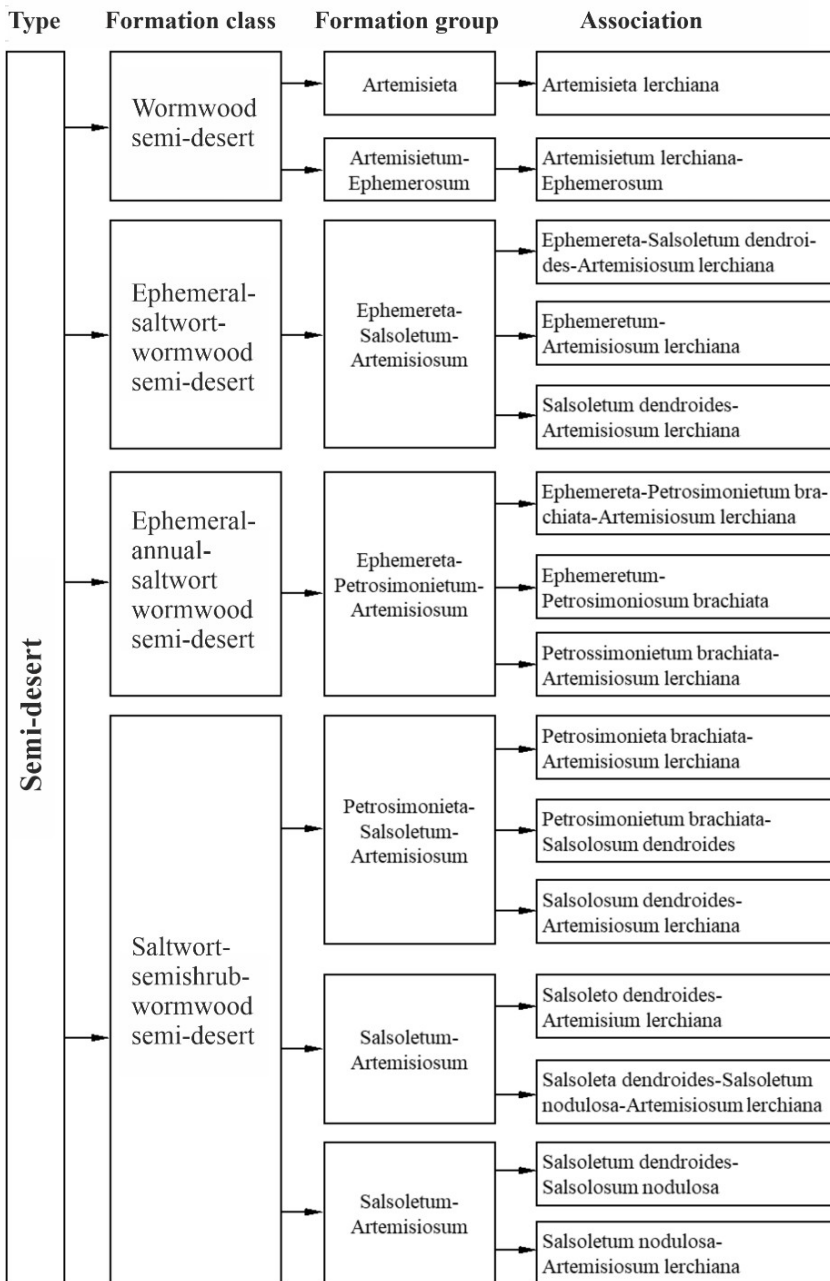 Type Formation class Formation group Association
Semi-desert
Wormwood
semi-desert
Artemisieta
Artemisieta lerchiana
Artemisietum-
Ephemerosum
Artemisietum lerchiana-
Ephemerosum
Ephemeral-
saltwort-
wormwood
semi-desert
Ephemereta-
Salsoletum-
Artemisiosum
Ephemereta-Salsoletum dendroi-
des-Artemisiosum lerchiana
Ephemeretum-
Artemisiosum lerchiana
Salsoletum dendroides-
Artemisiosum lerchiana
Ephemeral-
annual-
saltwort
wormwood
semi-desert
Ephemereta-
Petrosimonietum-
Artemisiosum
Ephemereta-Petrosimonietum bra-
chiata-Artemisiosum lerchiana
Ephemeretum-
Petrosimoniosum brachiata
Petrossimonietum brachiata-
Artemisiosum lerchiana
Saltwort-
semishrub-
wormwood
semi-desert
Petrosimonieta-
Salsoletum-
Artemisiosum
Petrosimonieta brachiata-
Artemisiosum lerchiana
Petrosimonietum brachiata-
Salsolosum dendroides
Salsolosum dendroides-
Artemisiosum lerchiana
Salsoletum-
Artemisiosum
Salsoleto dendroides-
Artemisium lerchiana
Salsoleta dendroides-Salsoletum
nodulosa-Artemisiosum lerchiana
Salsoletum-
Artemisiosum
Salsoletum dendroides-
Salsolosum nodulosa
Salsoletum nodulosa-
Artemisiosum lerchiana